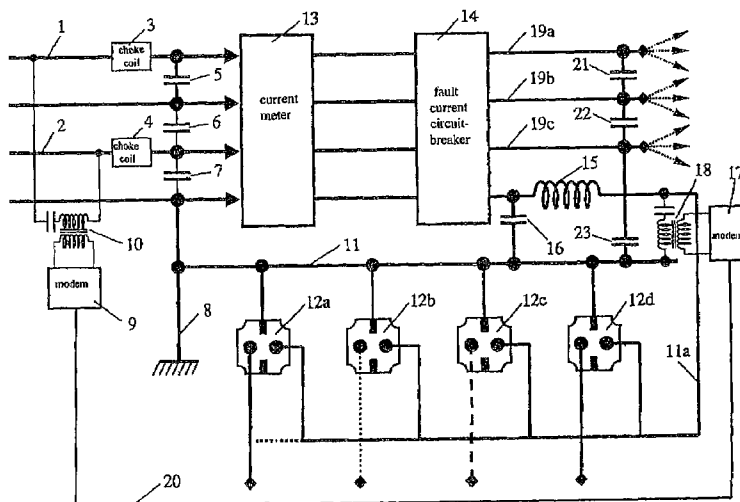 1
3
13
14
19a
choke
coil
5
21
19b
current
meter
fault
current
circuit-
breaker
2
4
6
22
19c
choke
coil
7
15
17
18
10
16
23
modem
11
modem
9
8
12a
12b
12c
12d
11a
20